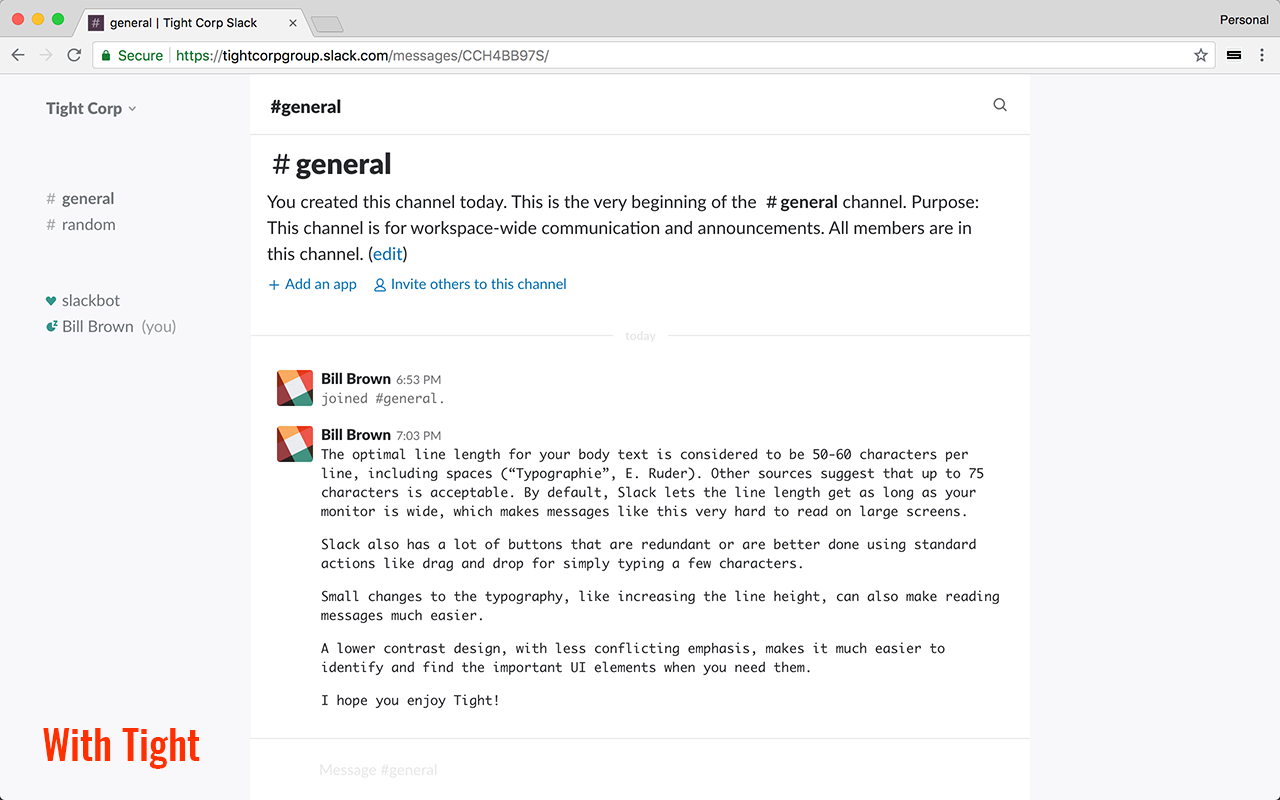 general | Tight Corp Slack
Personal
Secure https://tightcorpgroup.slack.com/messages/CCH4BB97S/
Tight Corp
# general
# random
slackbot
Bill Brown (you)
#general
# general
You created this channel today. This is the very beginning of the # general channel. Purpose:
This channel is for workspace-wide communication and announcements. All members are in
this channel. (edit)
+ Add an app Invite others to this channel
today
Bill Brown 6:53 PM
joined #general.
Bill Brown 7:03 PM
The optimal line length for your body text is considered to be 50-60 characters per
line, including spaces (“Typographie”, E. Ruder). Other sources suggest that up to 75
characters is acceptable. By default, Slack lets the line length get as long as your
monitor is wide, which makes messages like this very hard to read on large screens.
Slack also has a lot of buttons that are redundant or are better done using standard
actions like drag and drop for simply typing a few characters.
Small changes to the typography, like increasing the line height, can also make reading
messages much easier.
A lower contrast design, with less conflicting emphasis, makes it much easier to
identify and find the important UI elements when you need them.
I hope you enjoy Tight!
Message #general
With Tight